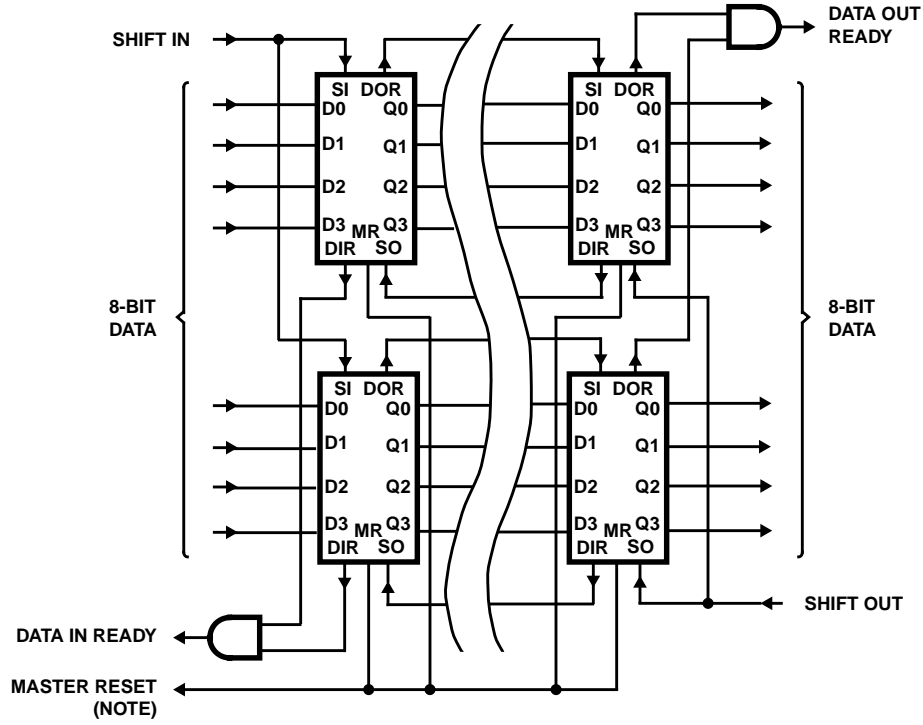 DATA OUT
READY
SHIFT IN
SI DOR
D0 Q0
D1 Q1
D2 Q2
D3 Q3
MR
DIR SO
SI DOR
D0 Q0
D1 Q1
D2 Q2
D3 Q3
MR
DIR SO
8-BIT
DATA
8-BIT
DATA
SI DOR
D0 Q0
D1 Q1
D2 Q2
D3 Q3
MR
DIR SO
SI DOR
D0 Q0
D1 Q1
D2 Q2
D3 Q3
MR
DIR SO
SHIFT OUT
DATA IN READY
MASTER RESET
(NOTE)